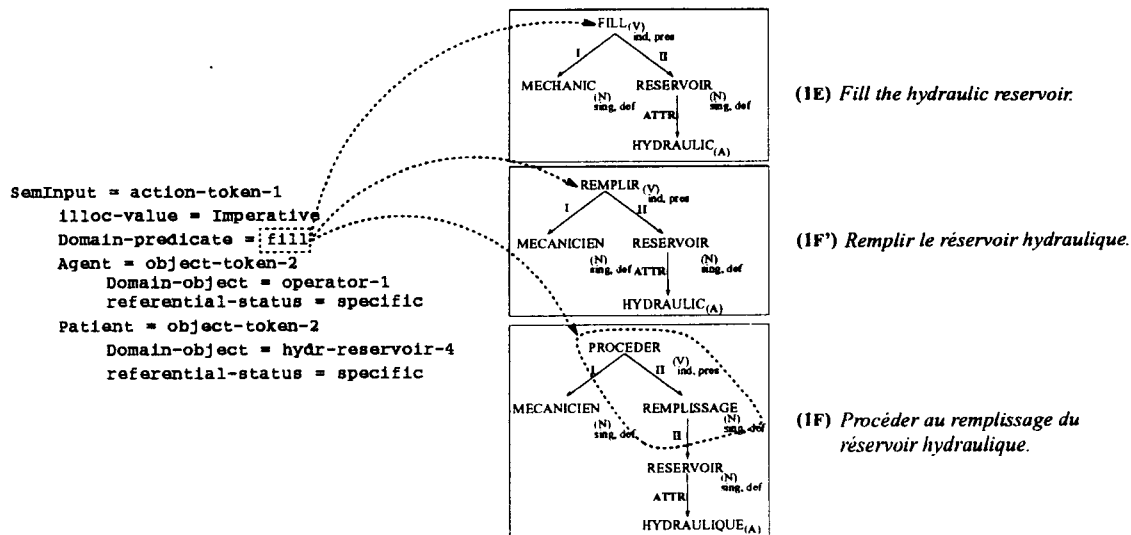 SemInput = action-token-1
illoc-value = Imperative
Domain-predicate = fill
Agent = object-token-2
Domain-object = operator-1
referential-status = specific
Patient = object-token-2
Domain-object = hydr-reservoir-4
referential-status = specific
FILL(V)
ind, pres
I II
MECHANIC RESERVOIR
(N) (N)
sing, def sing, def
ATTR
HYDRAULIC(A)
(1E) Fill the hydraulic reservoir.
REMPLIR (V)
ind, pres
I II
MECANICIEN RESERVOIR
(N) (N)
sing, def ATTR sing, def
HYDRAULIC(A)
(1F') Remplir le réservoir hydraulique.
PROCEDER
(V)
I II ind, pres
MECANICIEN REMPLISSAGE
(N) (N)
sing, def sing, def
II
RESERVOIR
(N)
sing, def
ATTR
HYDRAULIQUE(A)
(1F) Procéder au remplissage du
réservoir hydraulique.